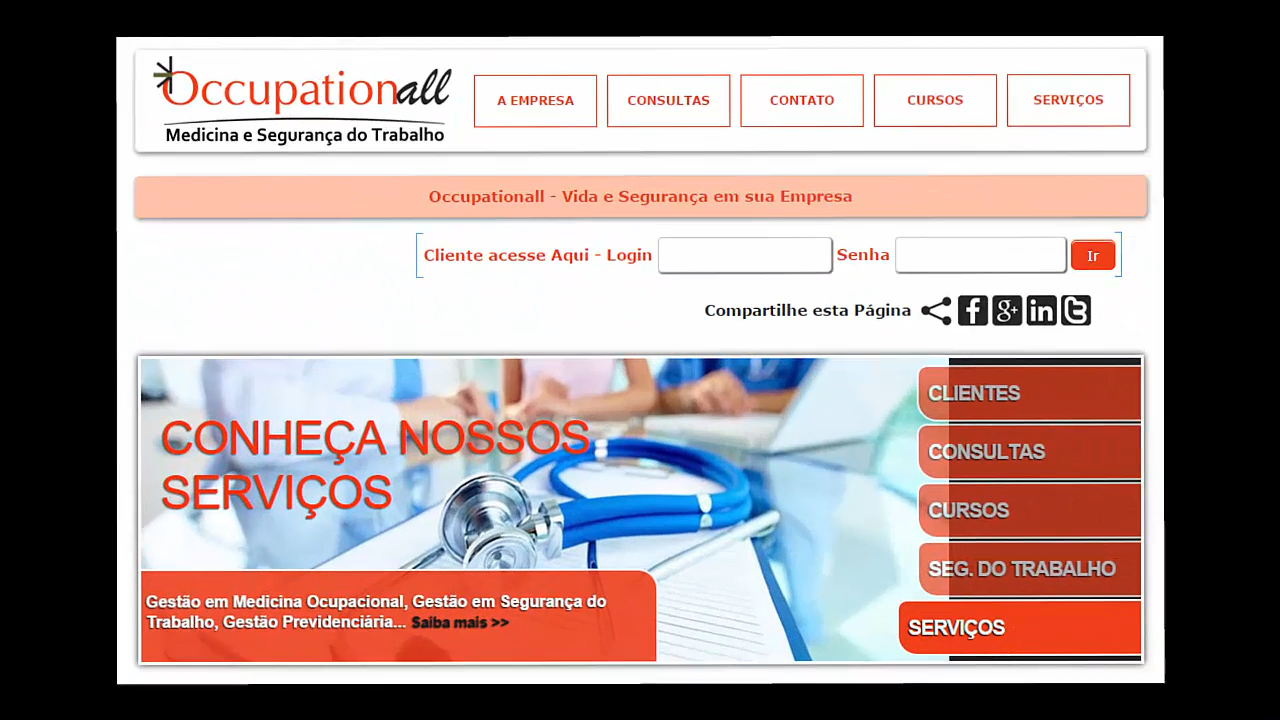 Occupationall
Medicina e Segurança do Trabalho
A EMPRESA
CONSULTAS
CONTATO
CURSOS
SERVIÇOS
Occupationall - Vida e Segurança em sua Empresa
Cliente acesse Aqui - Login
Senha
Ir
Compartilhe esta Página
CONHEÇA NOSSOS
SERVIÇOS
Gestão em Medicina Ocupacional, Gestão em Segurança do
Trabalho, Gestão Previdenciária... Saiba mais >>
CLIENTES
CONSULTAS
CURSOS
SEG. DO TRABALHO
SERVIÇOS